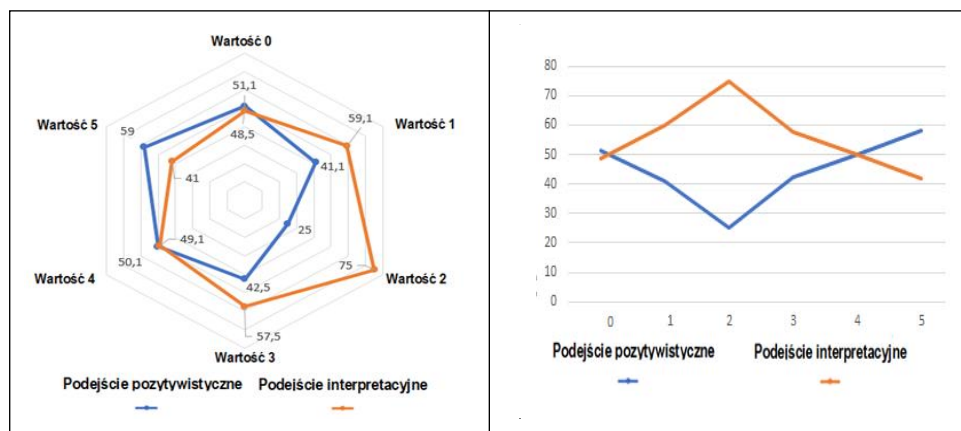 Wartość 0
51,1
59,1
Wartość 5
59
Wartość 1
48,5
41,1
41
25
49,1
Wartość 4
50,1
75
Wartość 2
42,5
57,5
Wartość 3
Podejście pozytywistyczne
Podejście interpretacyjne
80
70
60
50
40
30
20
10
0
0 1 2 3 4 5
Podejście pozytywistyczne
Podejście interpretacyjne